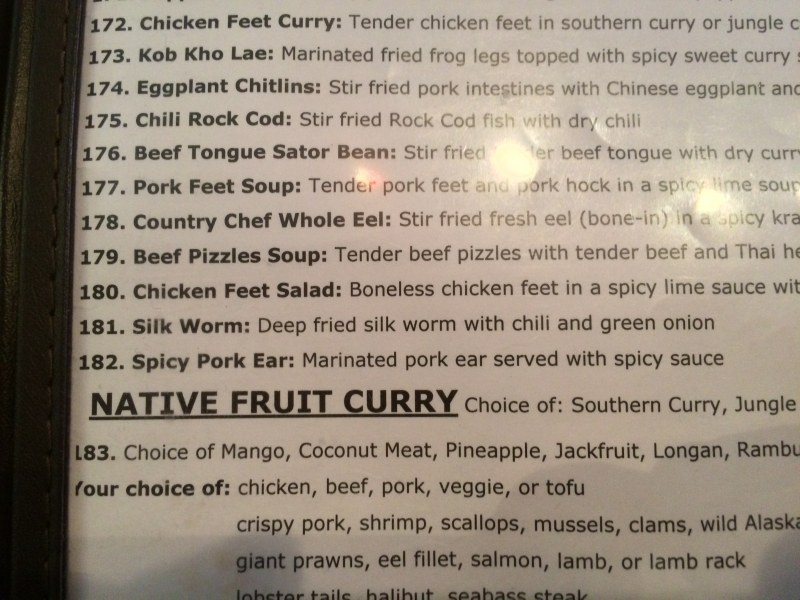 172. Chicken Feet Curry: Tender chicken feet in southern curry or jungle
173. Kob Kho Lae: Marinated fried frog legs topped with spicy sweet curry
174. Eggplant Chitlins: Stir fried pork intestines with Chinese eggplant and
175. Chili Rock Cod: Stir fried Rock Cod fish with dry chili
176. Beef Tongue Sator Bean: Stir fried beef tongue with dry curry
177. Pork Feet Soup: Tender pork feet and pork hock in a spicy lime soup
178. Country Chef Whole Eel: Stir fried fresh eel (bone-in) in a spicy
179. Beef Pizzles Soup: Tender beef pizzles with tender beef and Thai
180. Chicken Feet Salad: Boneless chicken feet in a spicy lime sauce
181. Silk Worm: Deep fried silk worm with chili and green onion
182. Spicy Pork Ear: Marinated pork ear served with spicy sauce
NATIVE FRUIT CURRY Choice of: Southern Curry, Jungle
183. Choice of Mango, Coconut Meat, Pineapple, Jackfruit, Longan,
Your choice of: chicken, beef, pork, veggie, or tofu
crispy pork, shrimp, scallops, mussels, clams, wild
giant prawns, eel fillet, salmon, lamb, or lamb rack
lobster tails, halibut, seabass steak